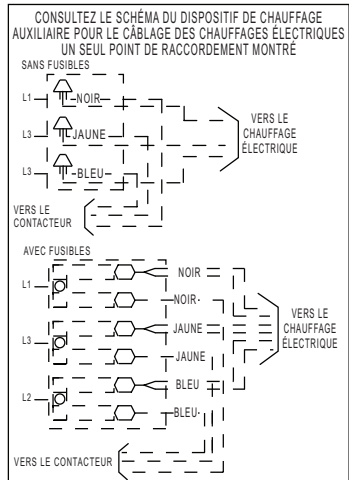 CONSULTEZ LE SCHÉMA DU DISPOSITIF DE CHAUFFAGE
AUXILIAIRE POUR LE CÂBLAGE DES CHAUFFAGES ÉLECTRIQUES
UN SEUL POINT DE RACCORDEMENT MONTRÉ
SANS FUSIBLES
L1
NOIR
L3
JAUNE
L3
BLEU
VERS LE
CHAUFFAGE
ÉLECTRIQUE
VERS LE
CONTACTEUR
AVEC FUSIBLES
L1
NOIR
NOIR
L3
JAUNE
JAUNE
L2
BLEU
BLEU
VERS LE
CHAUFFAGE
ÉLECTRIQUE
VERS LE CONTACTEUR